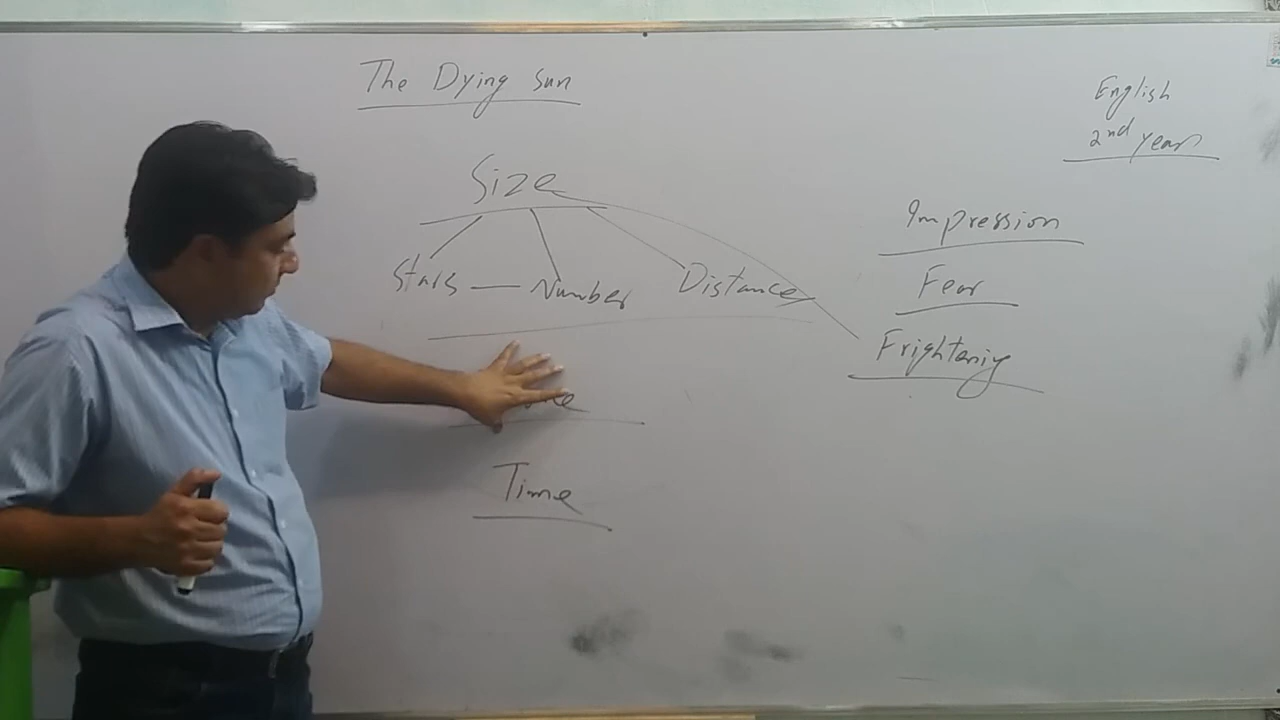 The Dying Sun
English
2nd year
Size
Stars — Number Distance
Impression
Fear
Frightening
Time